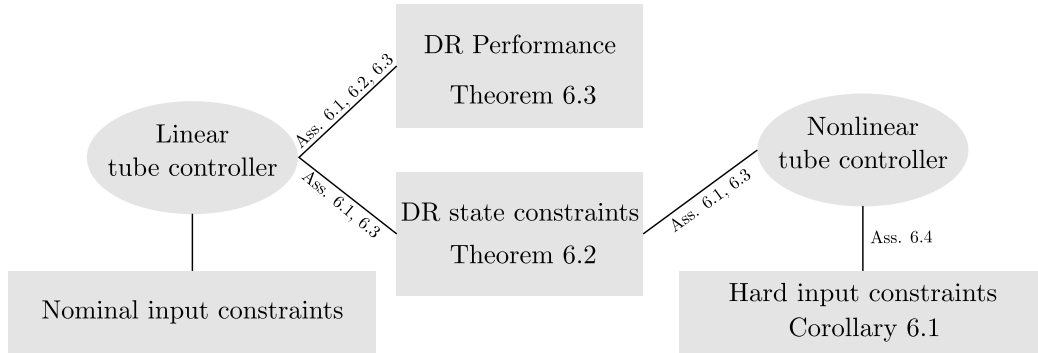 DR Performance
Theorem 6.3
Ass. 6.1, 6.2, 6.3
Linear
tube controller
Nonlinear
tube controller
Ass. 6.1, 6.3
DR state constraints
Theorem 6.2
Ass. 6.1, 6.3
Ass. 6.4
Nominal input constraints
Hard input constraints
Corollary 6.1